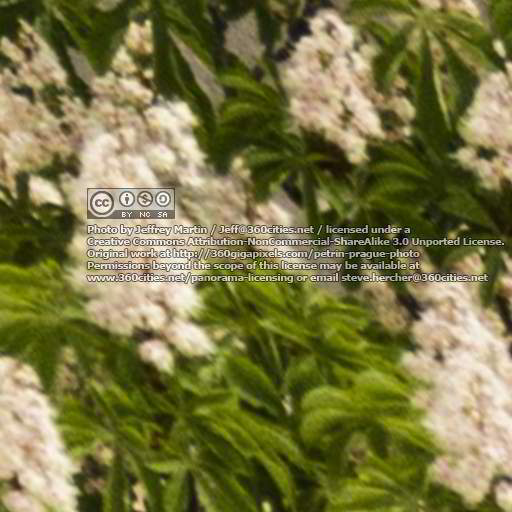 cc
BY NC SA
Photo by Jeffrey Martin / Jeff@360cities.net / licensed under a
Creative Commons Attribution-NonCommercial-ShareAlike 3.0 Unported License.
Original work at http://360gigapixels.com/petrin-prague-photo
Permissions beyond the scope of this license may be available at
www.360cities.net/panorama-licensing or email steve.hercher@360cities.net